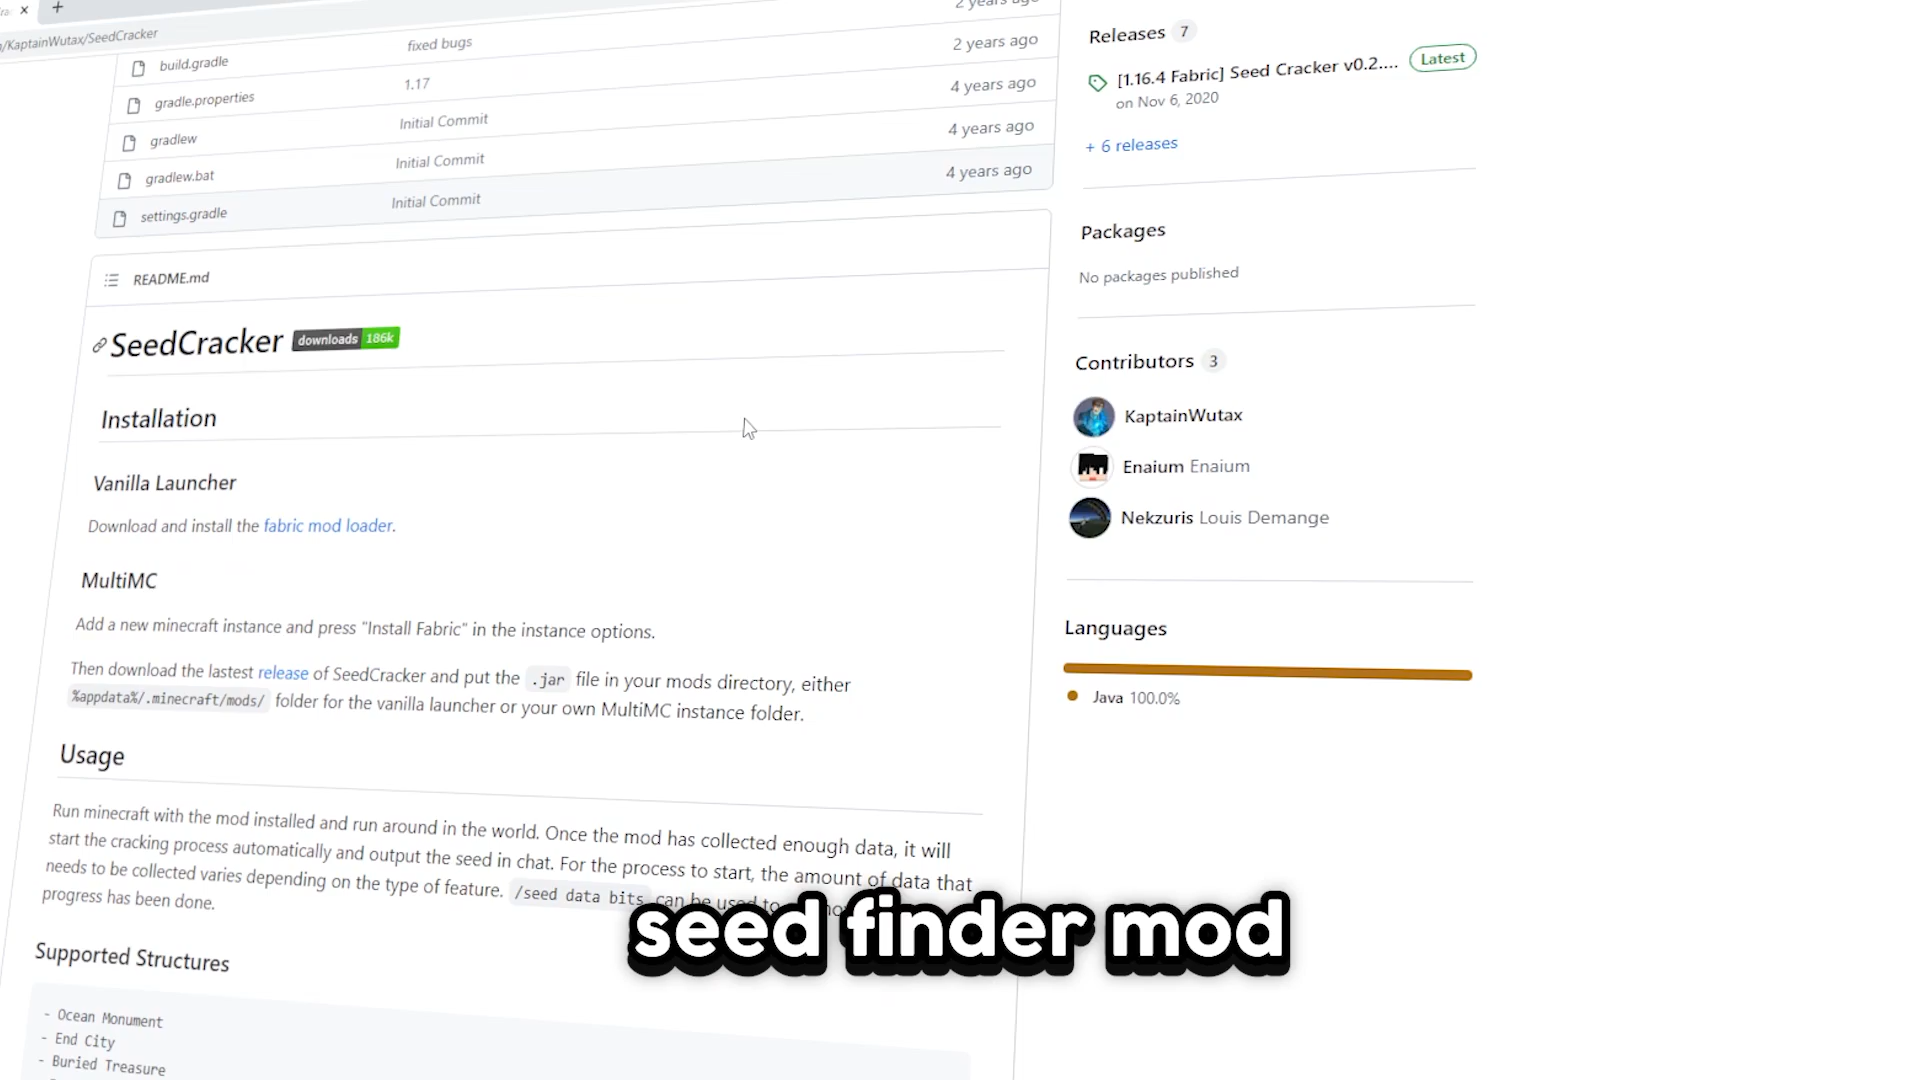 KaptainWutax/SeedCracker
build.gradle fixed bugs 2 years ago
gradle.properties 1.17 2 years ago
gradlew Initial Commit 4 years ago
gradlew.bat Initial Commit 4 years ago
settings.gradle Initial Commit 4 years ago
README.md
SeedCracker downloads 186k
Installation
Vanilla Launcher
Download and install the fabric mod loader.
MultiMC
Add a new minecraft instance and press "Install Fabric" in the instance options.
Then download the lastest release of SeedCracker and put the .jar file in your mods directory, either
%appdata%/.minecraft/mods/ folder for the vanilla launcher or your own MultiMC instance folder.
Usage
Run minecraft with the mod installed and run around in the world. Once the mod has collected enough data, it will
start the cracking process automatically and output the seed in chat. For the process to start, the amount of data that
needs to be collected varies depending on the type of feature. /seed data bits can be used to
progress has been done.
Supported Structures
- Ocean Monument
- End City
- Buried Treasure
Releases 7
[1.16.4 Fabric] Seed Cracker v0.2.... Latest
on Nov 6, 2020
+ 6 releases
Packages
No packages published
Contributors 3
KaptainWutax
Enaium Enaium
Nekzuris Louis Demange
Languages
Java 100.0%
seed finder mod